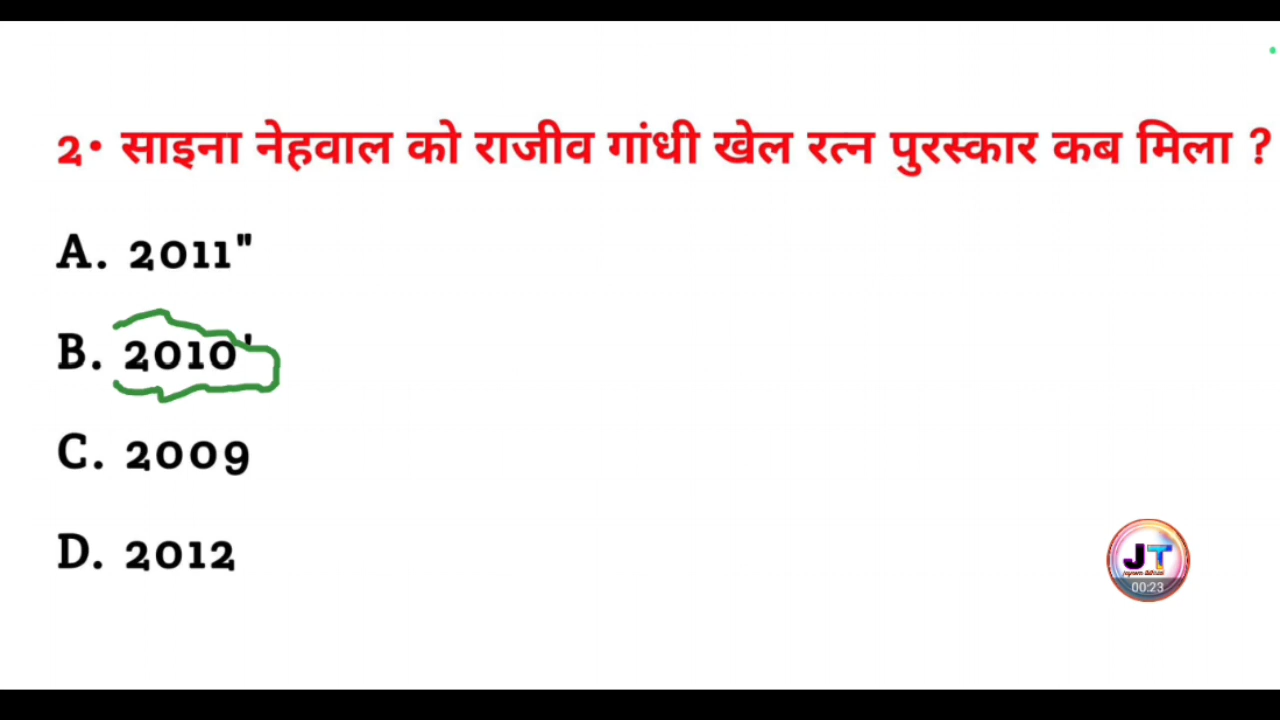 2• साइना नेहवाल को राजीव गांधी खेल रत्न पुरस्कार कब मिला ?
A. 2011"
B. 2010'
C. 2009
D. 2012
JT
00:23